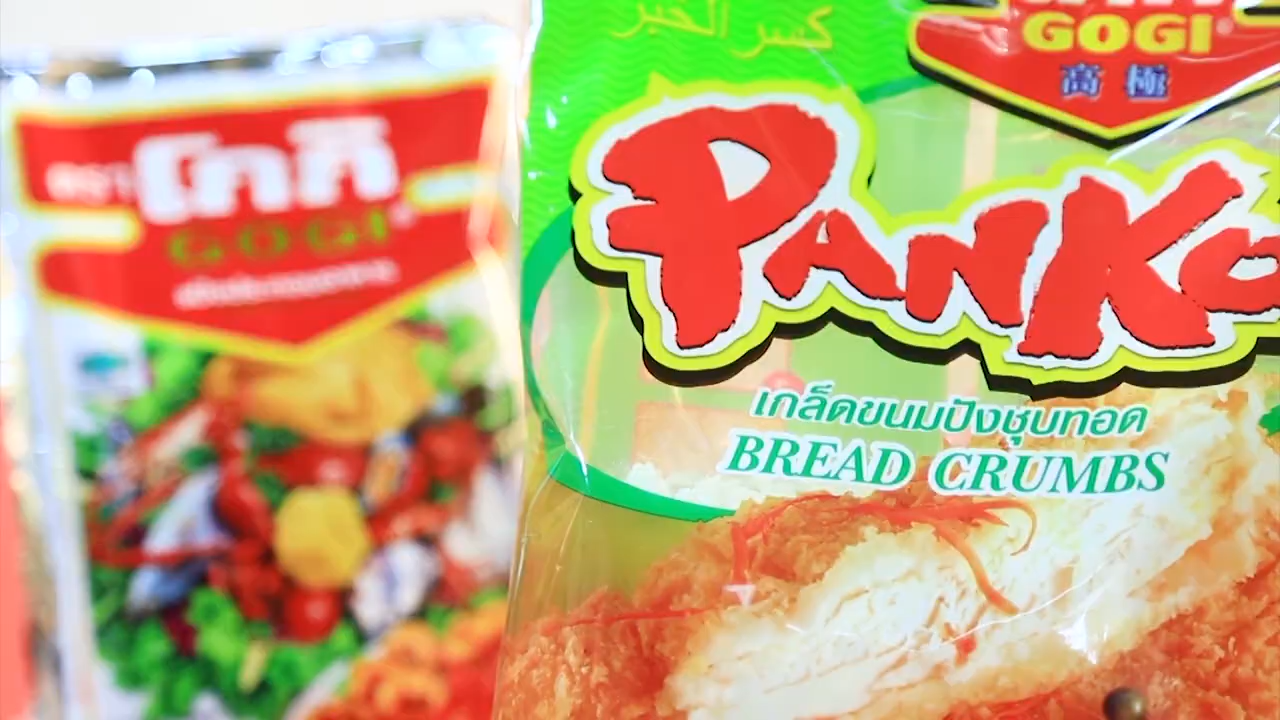 ตรา โกกิ
GOGI
كسر الخبز
GOGI
高 極
PANKO
เกล็ดขนมปังชุบทอด
BREAD CRUMBS